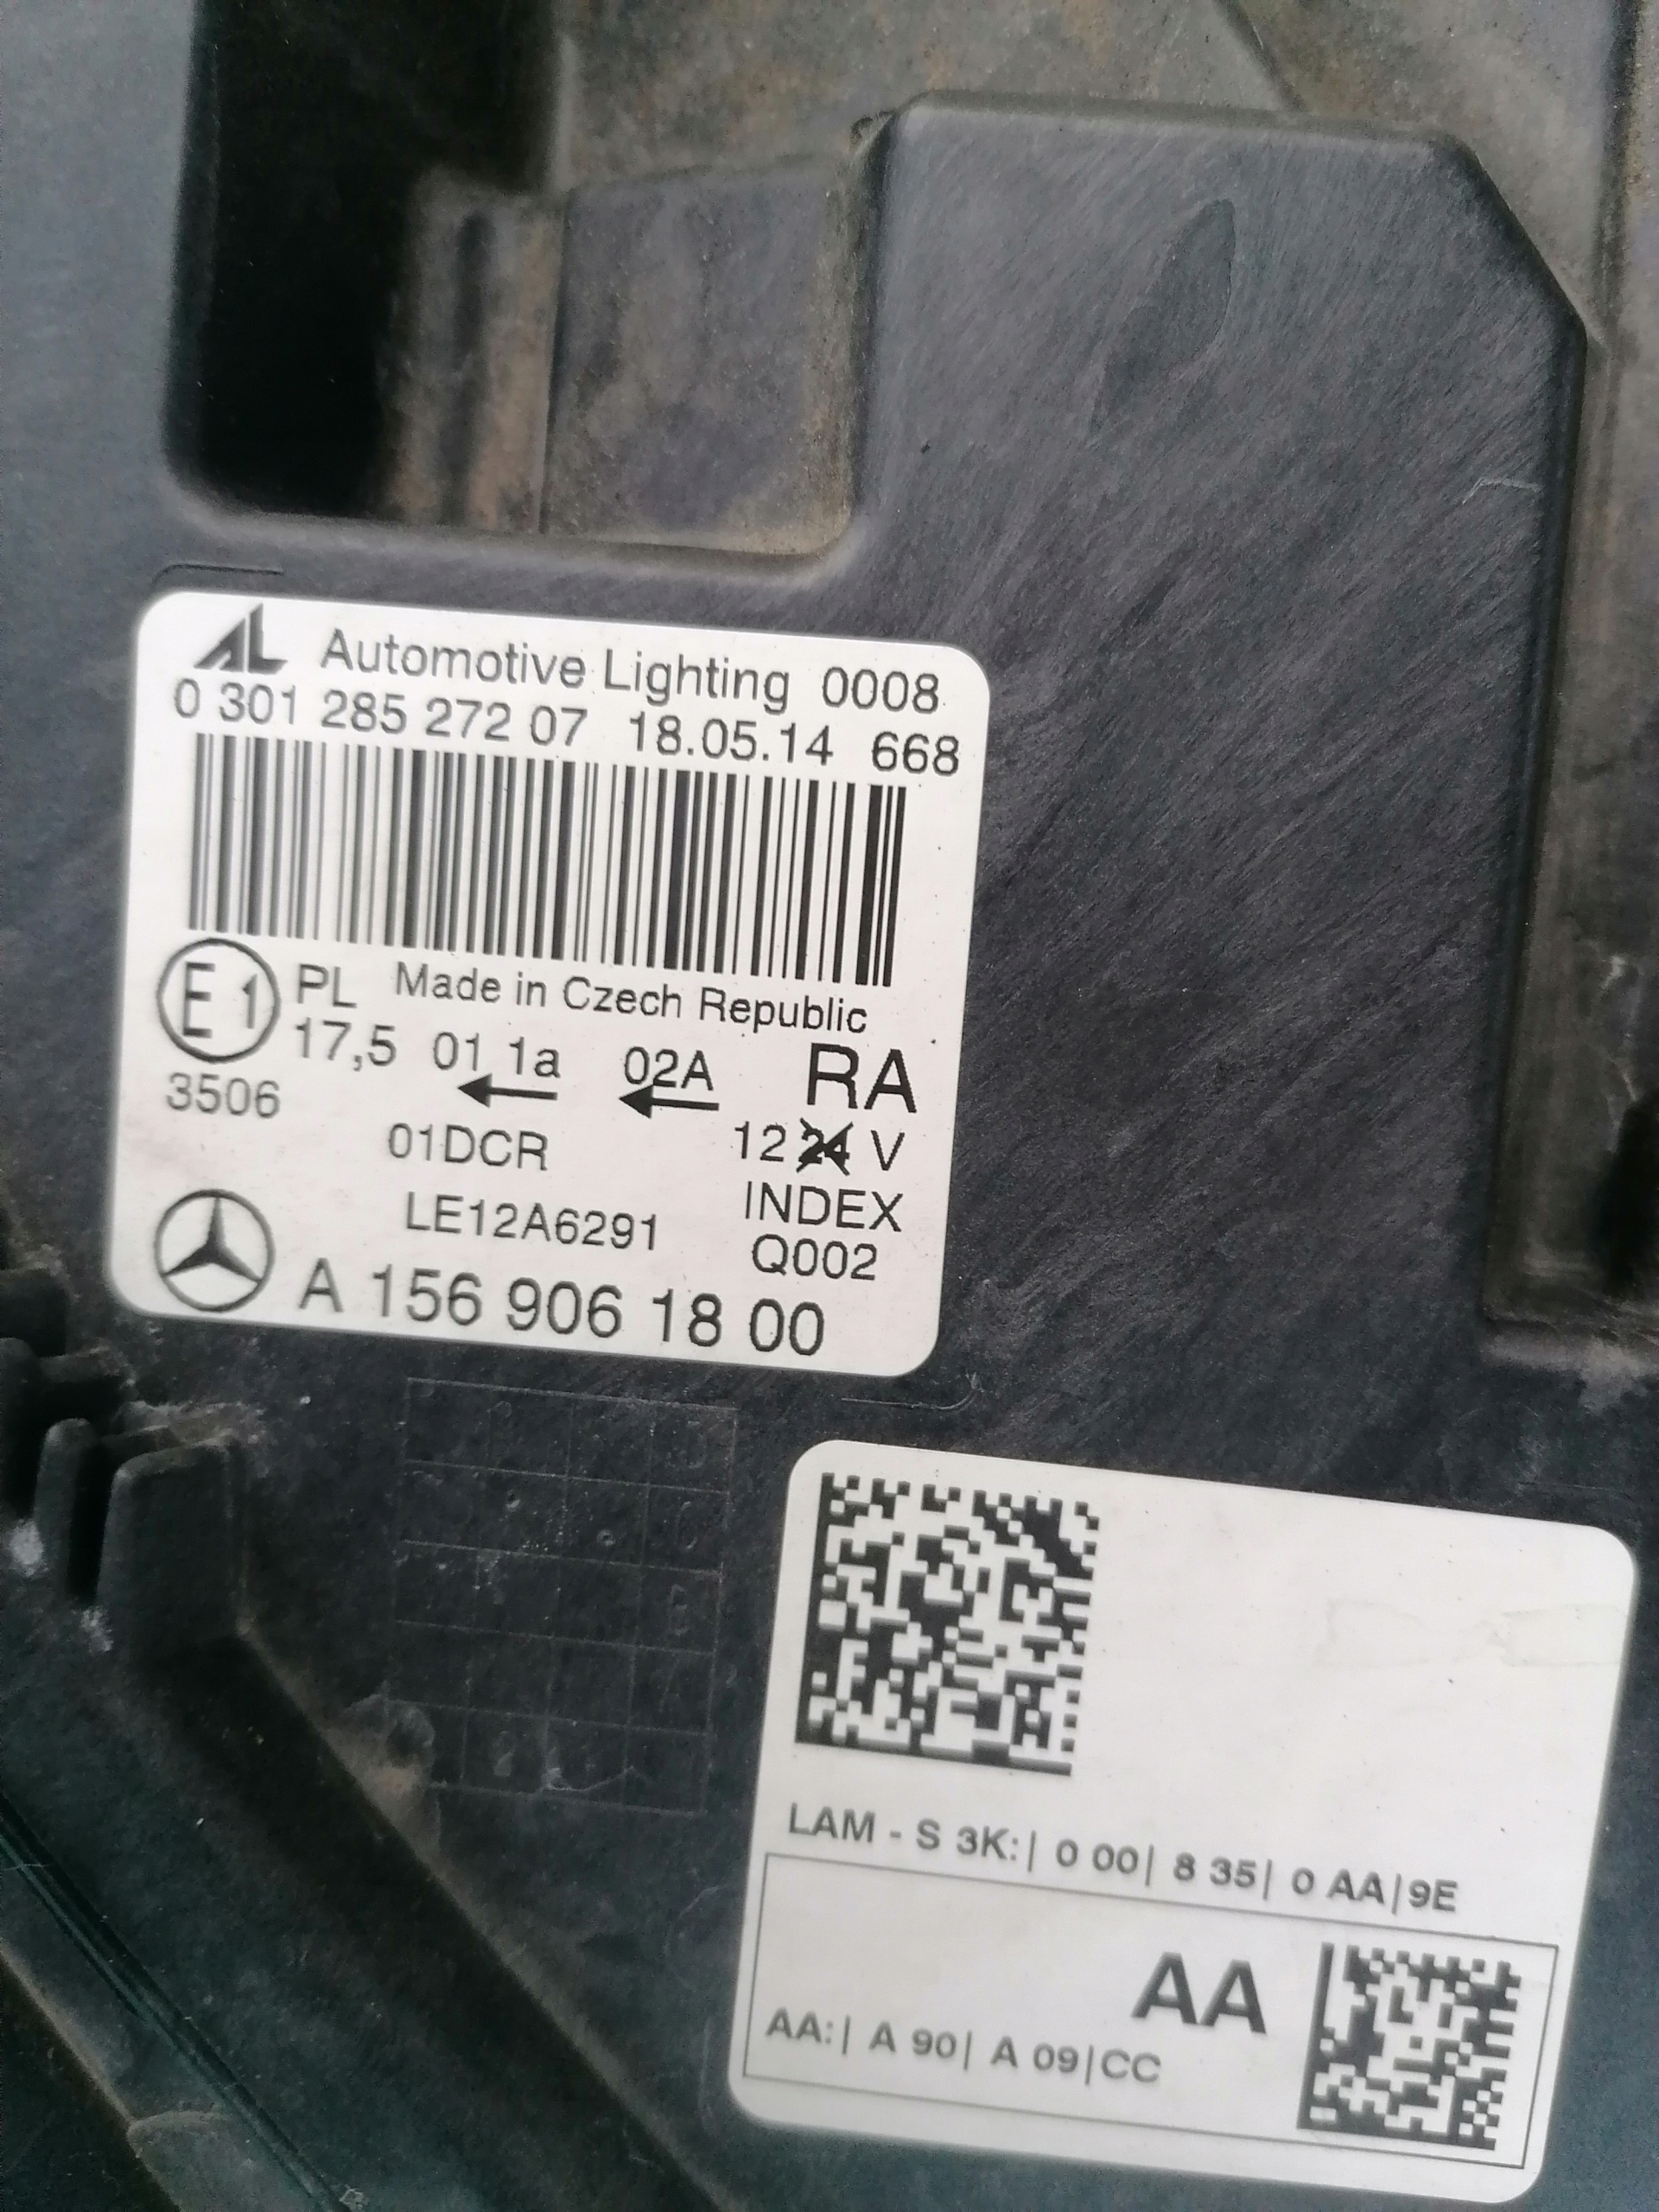 AL Automotive Lighting 0008
0 301 285 272 07 18.05.14 668
E1 PL Made in Czech Republic
17,5 01 1a 02A RA
3506
01DCR 12 24 V
LE12A6291 INDEX
Q002
A 156 906 18 00
LAM - S 3K:| 0 00| 8 35| 0 AA|9E
AA
AA:| A 90| A 09|CC